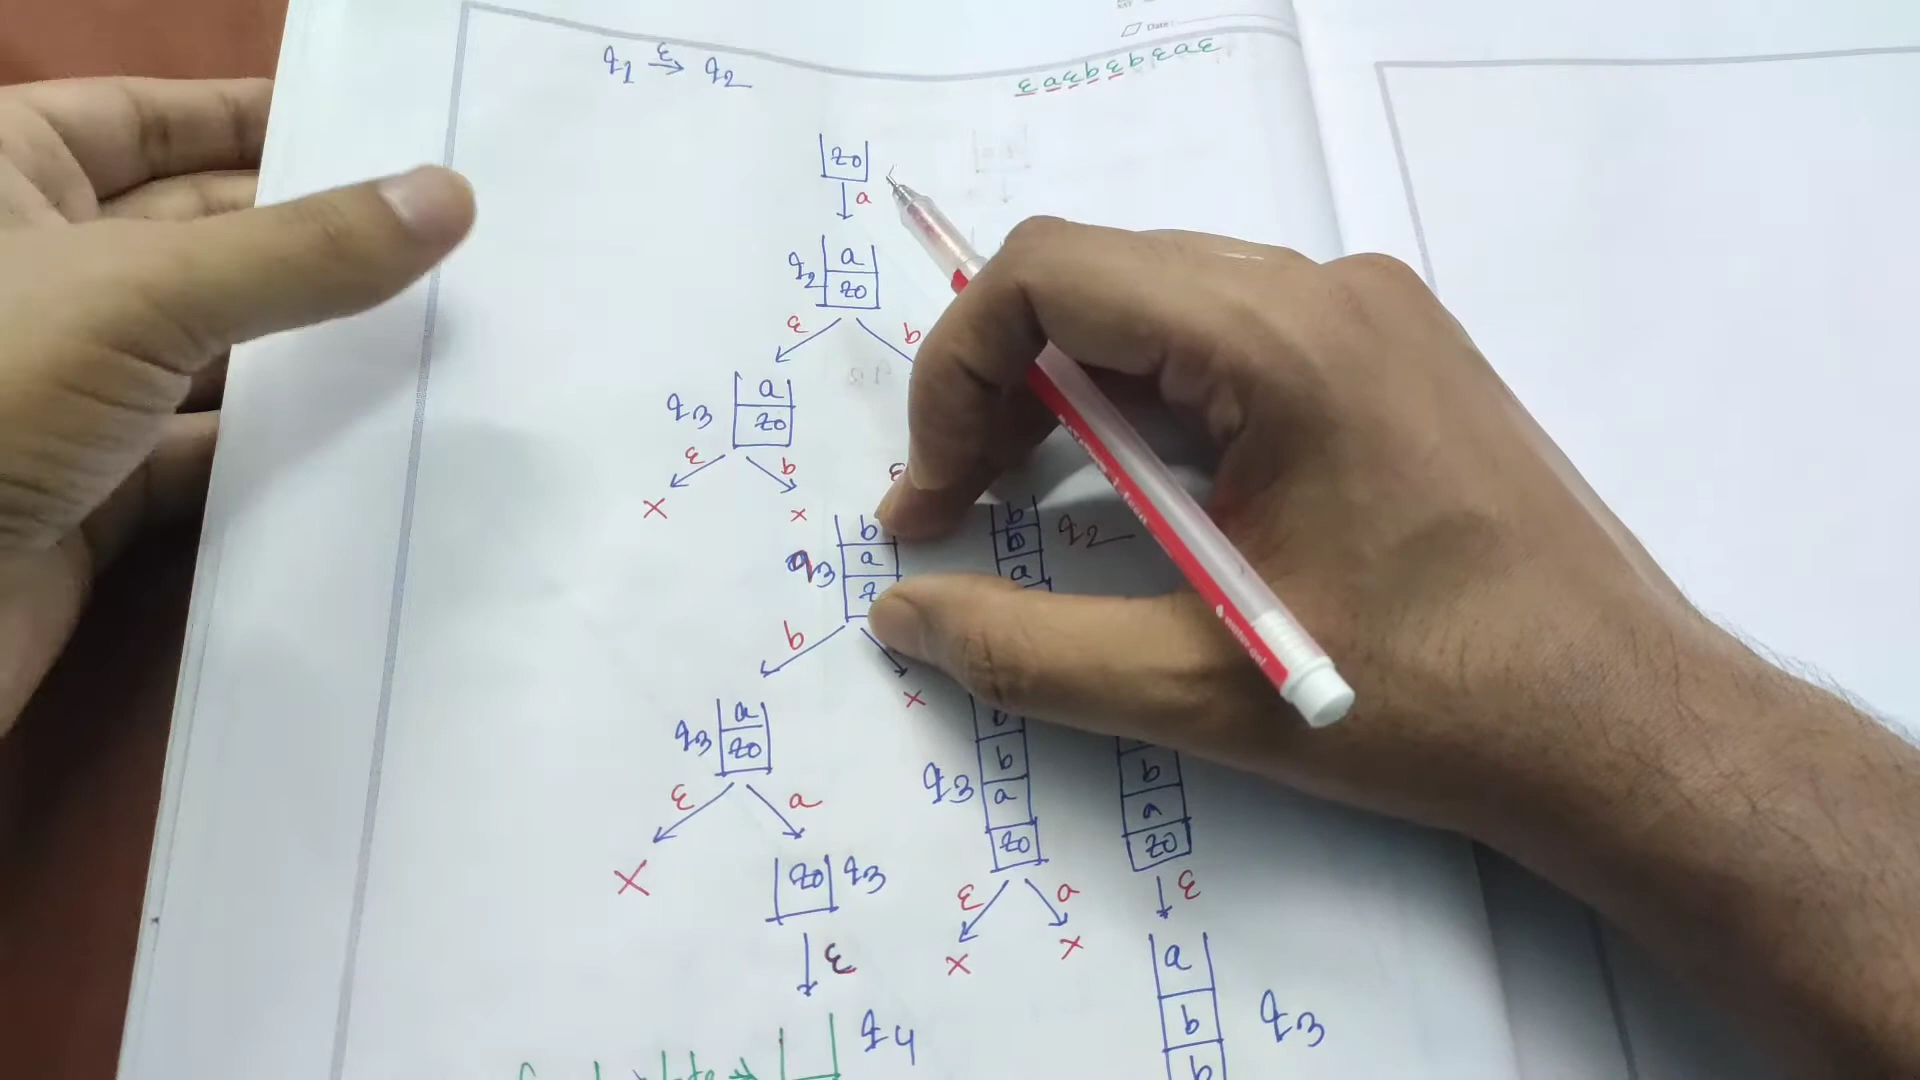 Date:
q1 ε→ q2
εaεbεbεaε
z0
a
a
q2
z0
ε b
a
q3
z0
ε b
ε
x x
b b
a b q2
q3 a
z
b
x
a
q3 z0
b
q3 b
a a
z0 z0
ε a
x
z0 q3
ε a ε
x x
ε
a
q4 b q3
b